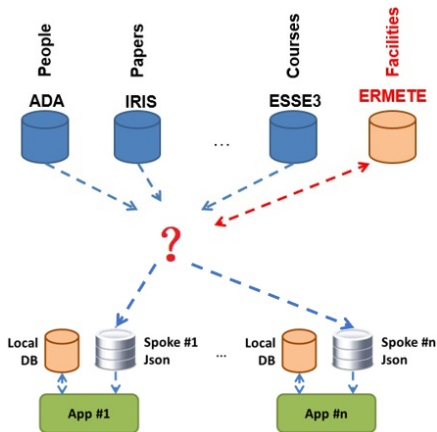 People
Papers
Courses
Facilities
ADA
IRIS
ESSE3
ERMETE
...
?
Local
DB
Spoke #1
Json
...
Local
DB
Spoke #n
Json
App #1
App #n